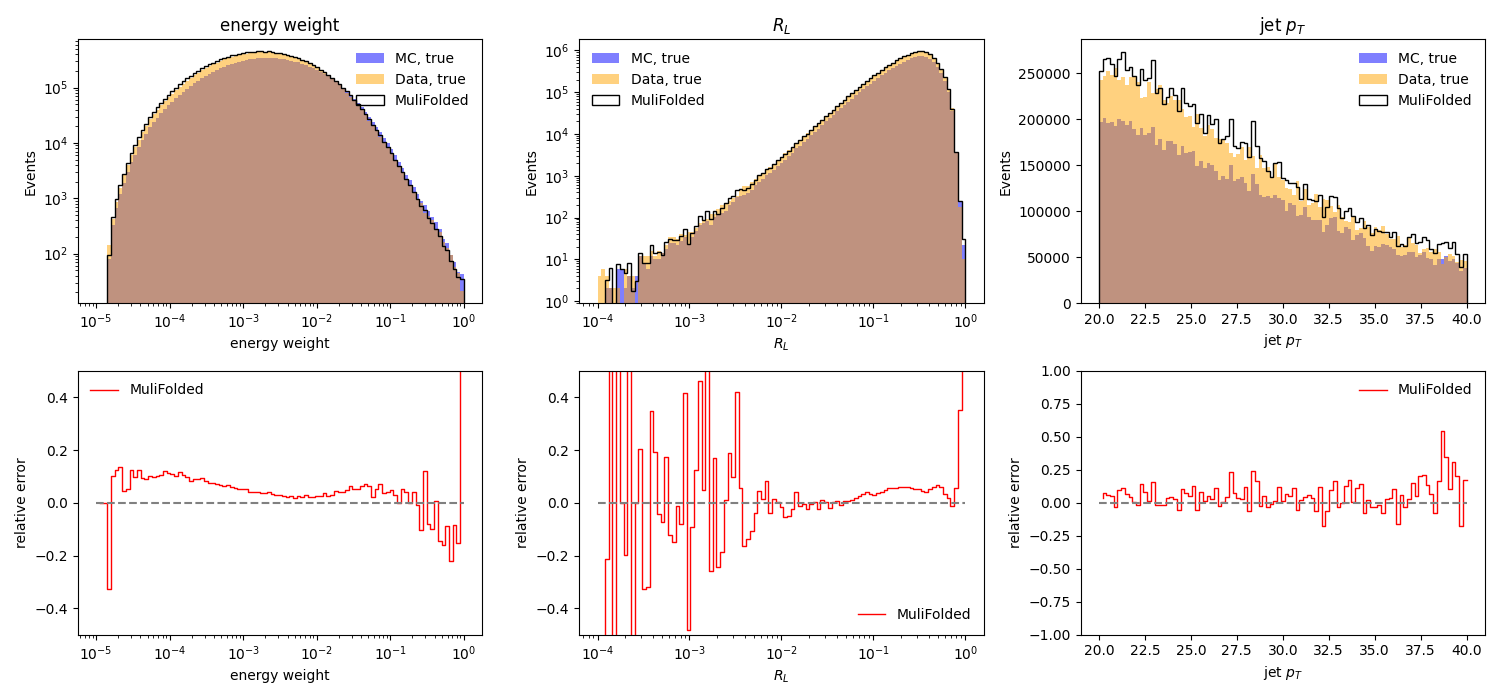 energy weight
MC, true
Data, true
MuliFolded
Events
10^5
10^4
10^3
10^2
10^-5 10^-4 10^-3 10^-2 10^-1 10^0
energy weight
R_L
MC, true
Data, true
MuliFolded
Events
10^6
10^5
10^4
10^3
10^2
10^1
10^0
10^-4 10^-3 10^-2 10^-1 10^0
R_L
jet p_T
MC, true
Data, true
MuliFolded
Events
250000
200000
150000
100000
50000
0
20.0 22.5 25.0 27.5 30.0 32.5 35.0 37.5 40.0
jet p_T
MuliFolded
relative error
0.4
0.2
0.0
−0.2
−0.4
10^-5 10^-4 10^-3 10^-2 10^-1 10^0
energy weight
MuliFolded
relative error
0.4
0.2
0.0
−0.2
−0.4
10^-4 10^-3 10^-2 10^-1 10^0
R_L
MuliFolded
relative error
1.00
0.75
0.50
0.25
0.00
−0.25
−0.50
−0.75
−1.00
20.0 22.5 25.0 27.5 30.0 32.5 35.0 37.5 40.0
jet p_T